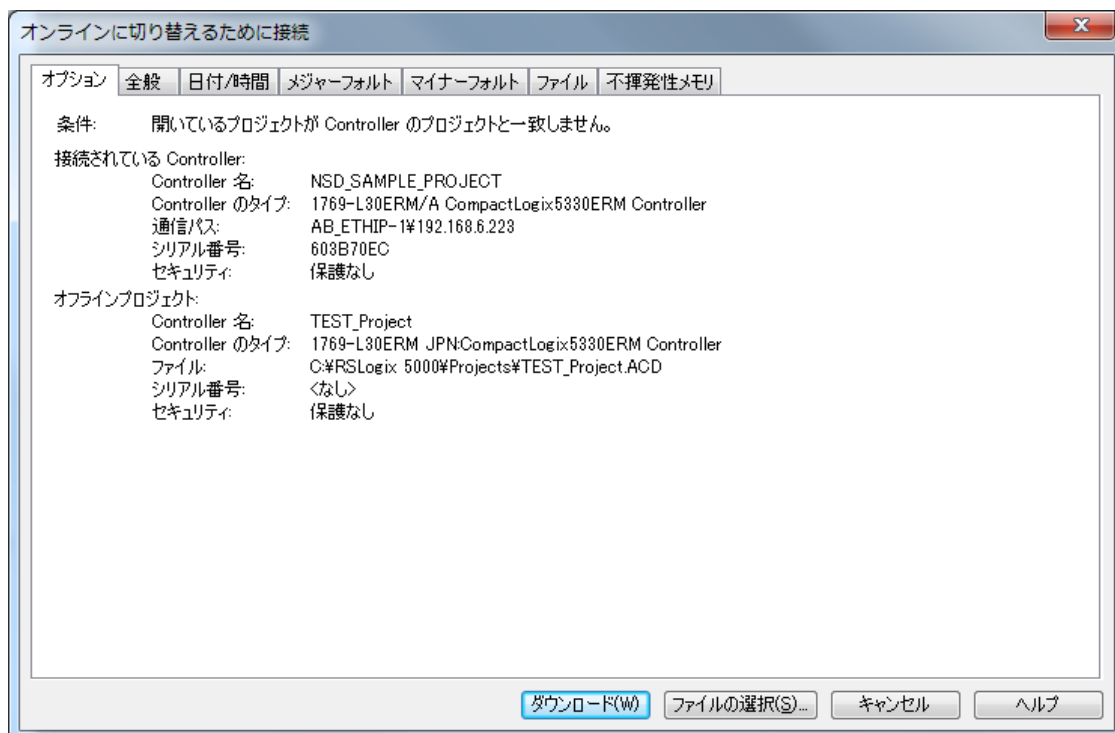 オンラインに切り替えるために接続
オプション 全般 日付/時間 メジャーフォルト マイナーフォルト ファイル 不揮発性メモリ
条件: 開いているプロジェクトが Controller のプロジェクトと一致しません。
接続されている Controller:
Controller 名: NSD_SAMPLE_PROJECT
Controller のタイプ: 1769-L30ERM/A CompactLogix5330ERM Controller
通信パス: AB_ETHIP-1¥192.168.6.223
シリアル番号: 603B70EC
セキュリティ: 保護なし
オフラインプロジェクト:
Controller 名: TEST_Project
Controller のタイプ: 1769-L30ERM JPN:CompactLogix5330ERM Controller
ファイル: C:¥RSLogix 5000¥Projects¥TEST_Project.ACD
シリアル番号: <なし>
セキュリティ: 保護なし
ダウンロード(W) ファイルの選択(S)... キャンセル ヘルプ